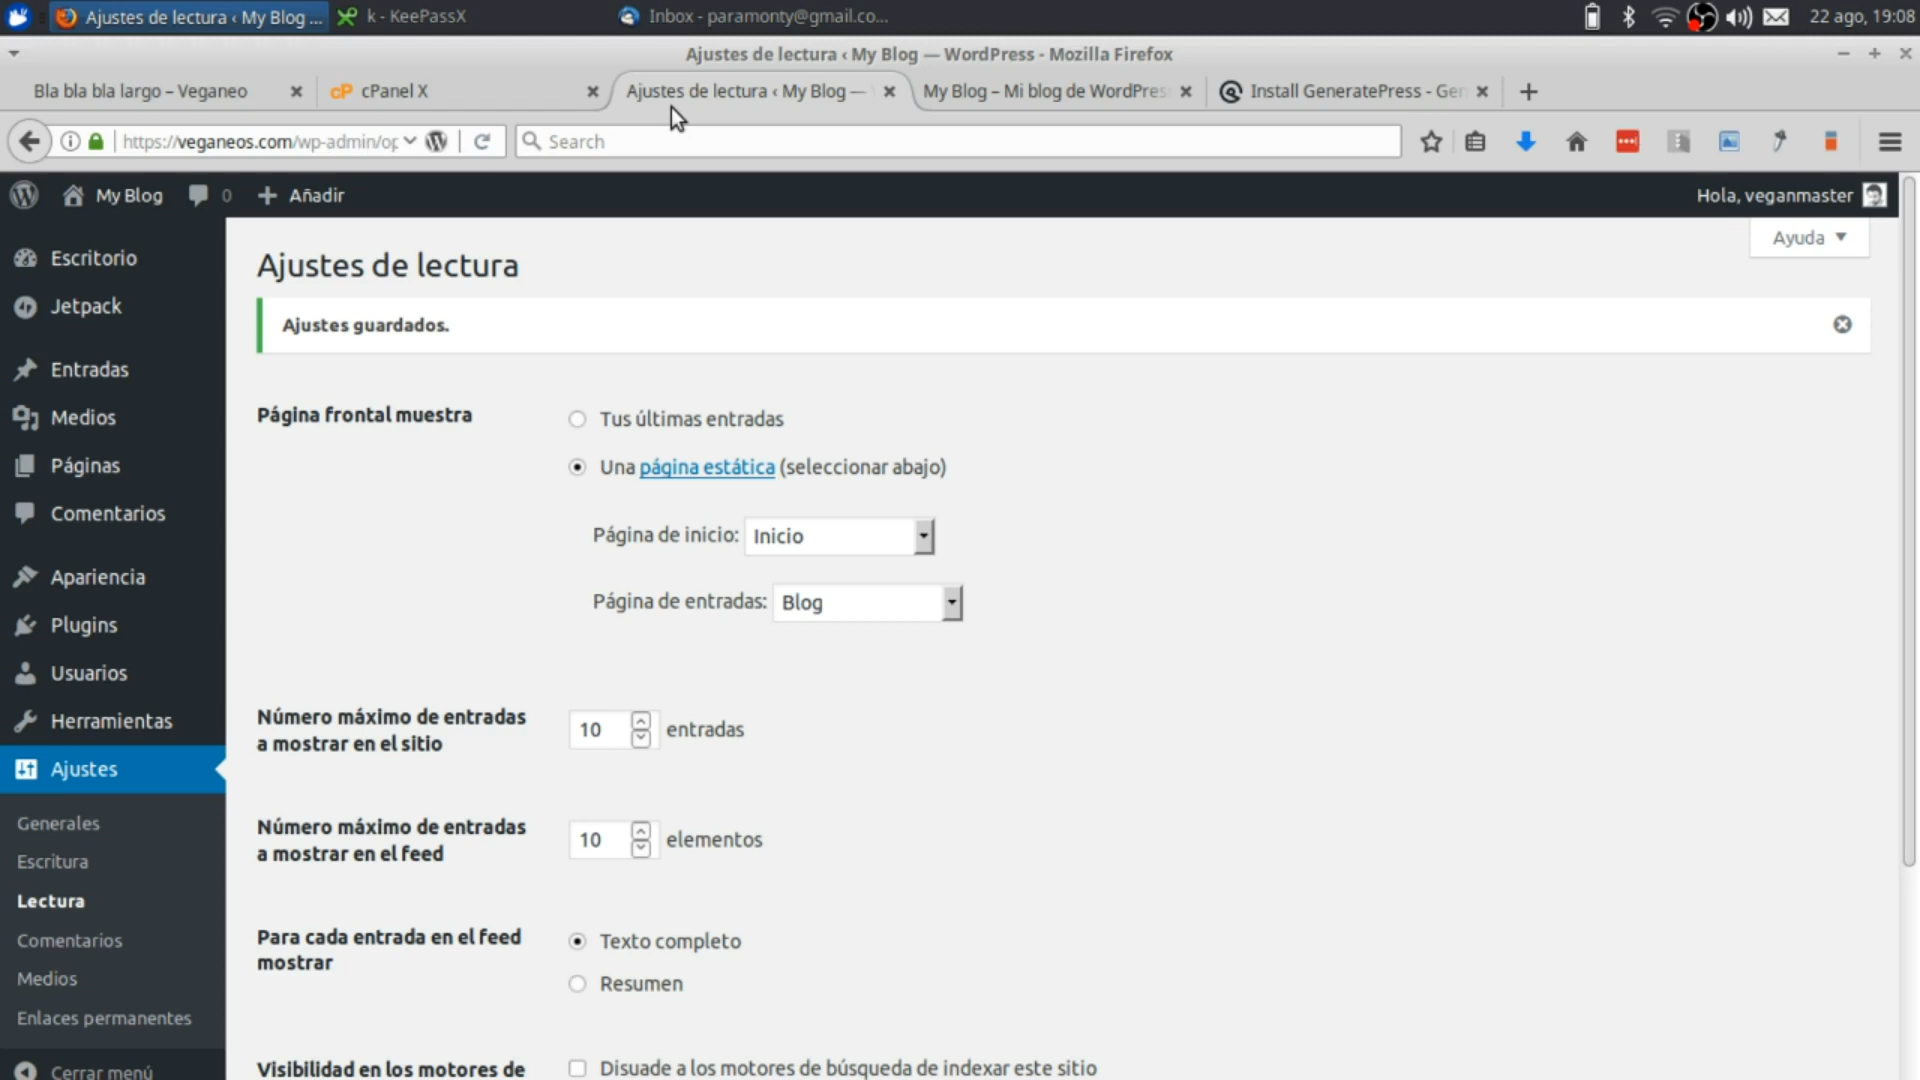 Ajustes de lectura ‹ My Blog ...
k - KeePassX
Inbox - paramonty@gmail.co...
22 ago, 19:08
Ajustes de lectura ‹ My Blog — WordPress - Mozilla Firefox
Bla bla bla largo – Veganeo
cP cPanel X
Ajustes de lectura ‹ My Blog —
My Blog – Mi blog de WordPres
Install GeneratePress - Ge
https://veganeos.com/wp-admin/op
Search
My Blog
0
Añadir
Hola, veganmaster
Ayuda
Escritorio
Jetpack
Entradas
Medios
Páginas
Comentarios
Apariencia
Plugins
Usuarios
Herramientas
Ajustes
Generales
Escritura
Lectura
Comentarios
Medios
Enlaces permanentes
Cerrar menú
Ajustes de lectura
Ajustes guardados.
Página frontal muestra
Tus últimas entradas
Una página estática (seleccionar abajo)
Página de inicio: Inicio
Página de entradas: Blog
Número máximo de entradas
a mostrar en el sitio
10 entradas
Número máximo de entradas
a mostrar en el feed
10 elementos
Para cada entrada en el feed
mostrar
Texto completo
Resumen
Visibilidad en los motores de
Disuade a los motores de búsqueda de indexar este sitio